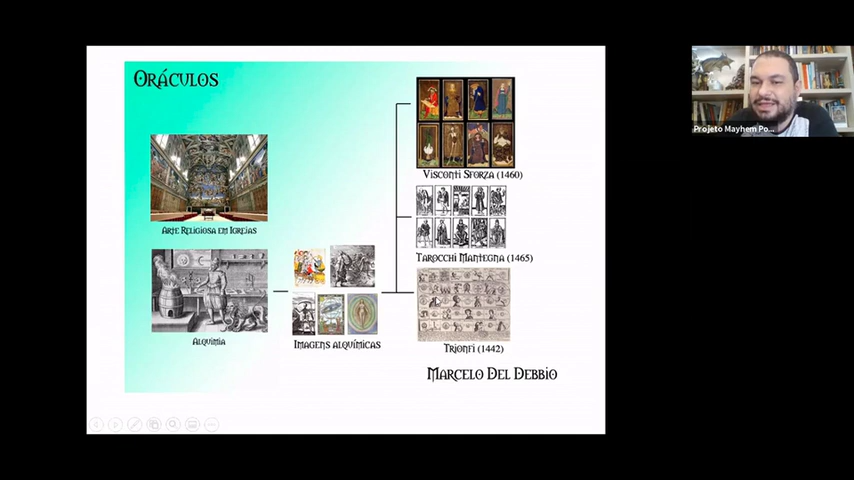 ORÁCULOS
VISCONTI SFORZA (1460)
ARTE RELIGIOSA EM IGREJAS
TAROCCHI MANTEGNA (1465)
ALQUIMIA
IMAGENS ALQUÍMICAS
TRIONFI (1442)
MARCELO DEL DEBBIO
Projeto Mayhem Po...